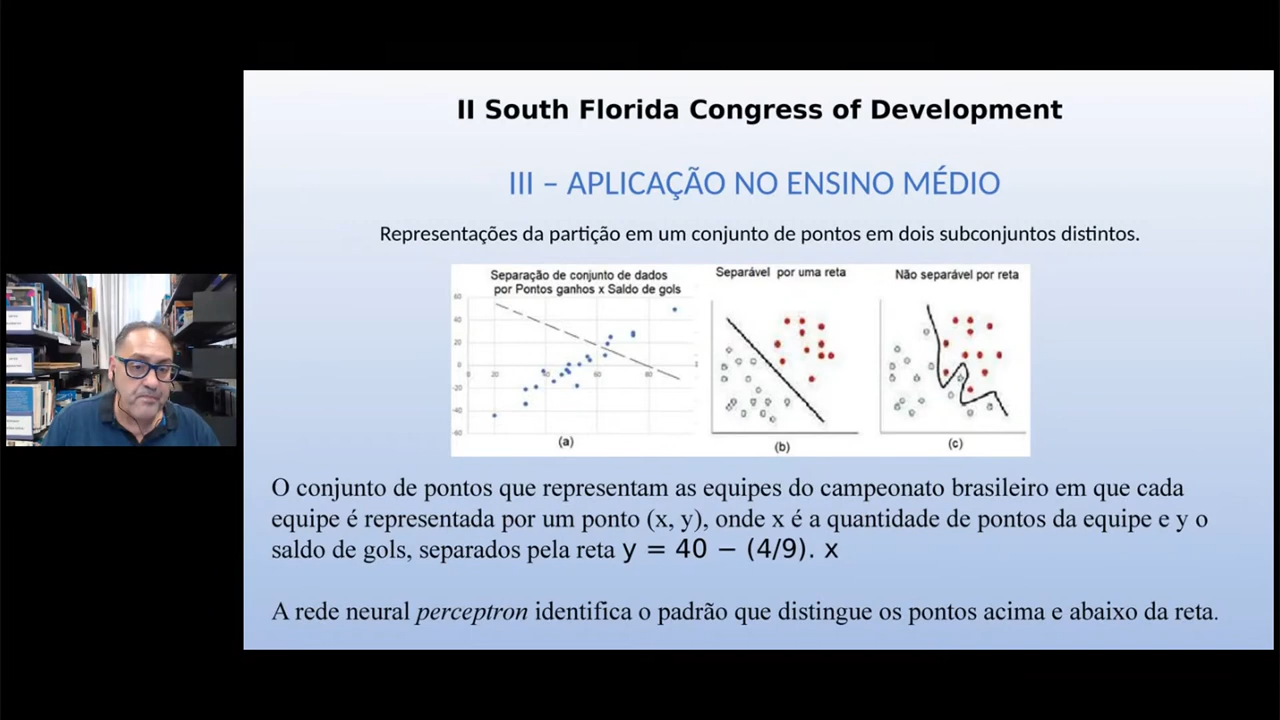 II South Florida Congress of Development
III – APLICAÇÃO NO ENSINO MÉDIO
Representações da partição em um conjunto de pontos em dois subconjuntos distintos.
Separação de conjunto de dados
por Pontos ganhos x Saldo de gols
60
40
20
0
-20
-40
-60
0 20 40 60 80
(a)
Separável por uma reta
(b)
Não separável por reta
(c)
O conjunto de pontos que representam as equipes do campeonato brasileiro em que cada
equipe é representada por um ponto (x, y), onde x é a quantidade de pontos da equipe e y o
saldo de gols, separados pela reta y = 40 − (4/9). x
A rede neural perceptron identifica o padrão que distingue os pontos acima e abaixo da reta.